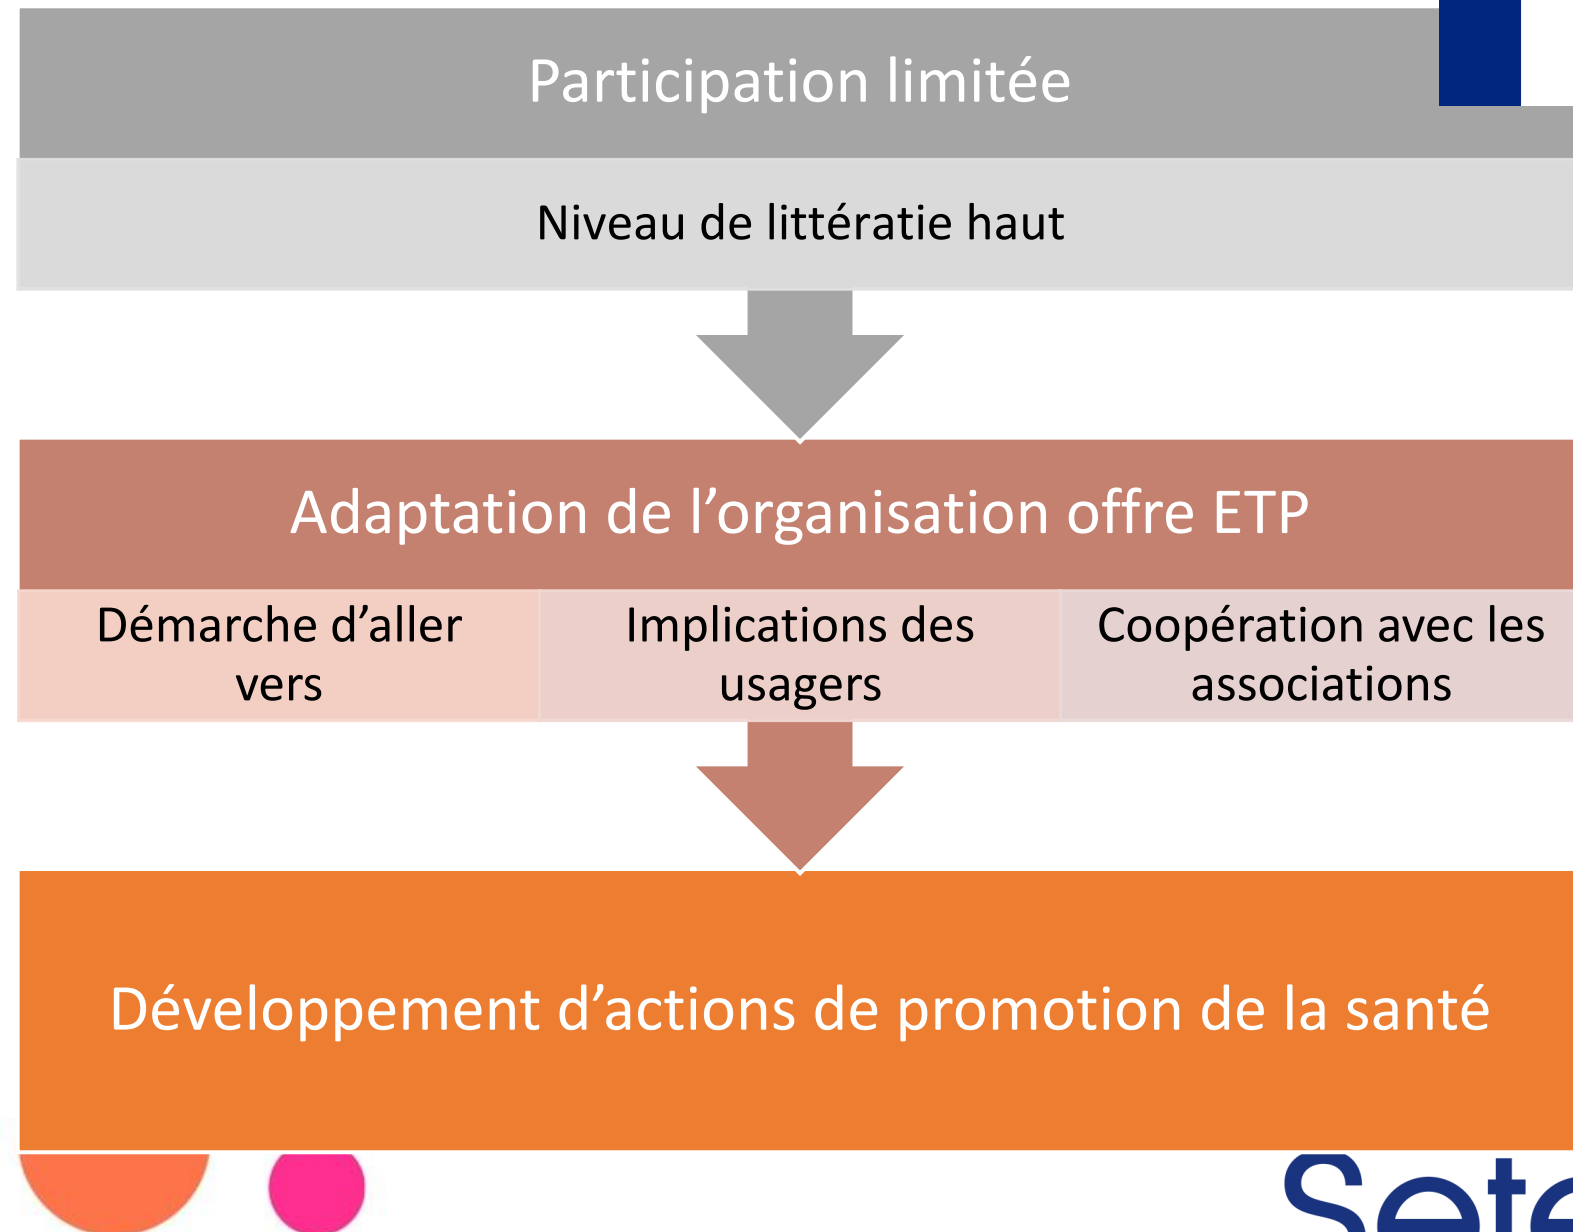 Participation limitée
Niveau de littératie haut
Adaptation de l’organisation offre ETP
Démarche d’aller
vers
Implications des
usagers
Coopération avec les
associations
Développement d’actions de promotion de la santé
Sete